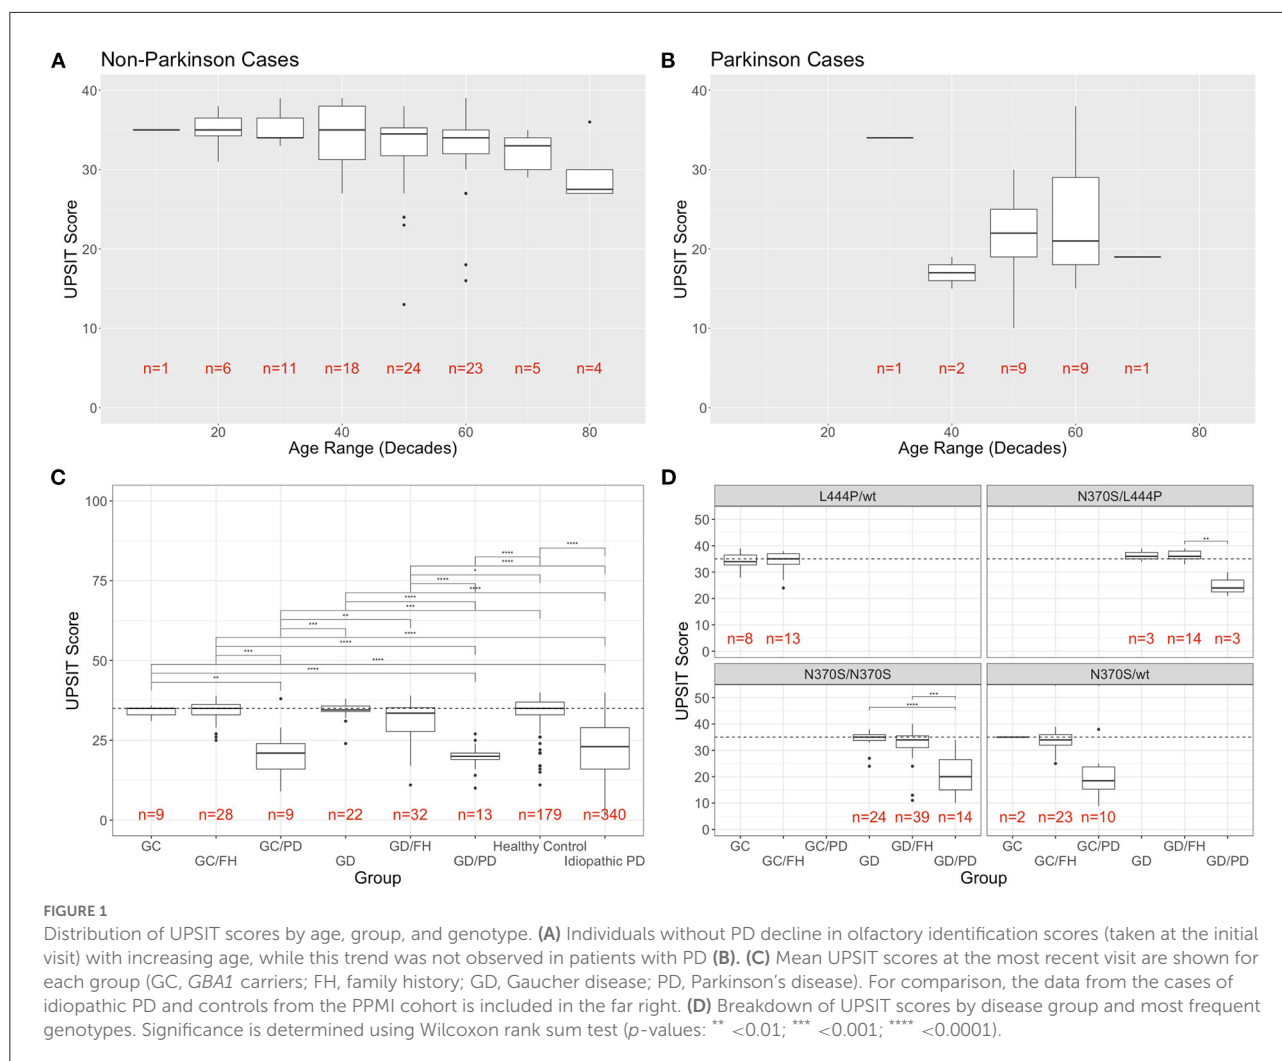 A Non-Parkinson Cases
40
30
20
10
0
UPSIT Score
n=1 n=6 n=11 n=18 n=24 n=23 n=5 n=4
20 40 60 80
Age Range (Decades)
B Parkinson Cases
40
30
20
10
0
UPSIT Score
n=1 n=2 n=9 n=9 n=1
20 40 60 80
Age Range (Decades)
C
100
75
50
25
0
UPSIT Score
****
****
****
*
****
****
****
***
**
***
****
****
***
****
****
**
n=9 n=28 n=9 n=22 n=32 n=13 n=179 n=340
GC GC/FH GC/PD GD GD/FH GD/PD Healthy Control Idiopathic PD
Group
D
L444P/wt N370S/L444P
50
40
30
20
10
0
**
n=8 n=13 n=3 n=14 n=3
UPSIT Score
N370S/N370S N370S/wt
50
40
30
20
10
0
***
****
n=24 n=39 n=14 n=2 n=23 n=10
GC GC/FH GC/PD GD GD/FH GD/PD GC GC/FH GC/PD GD GD/FH GD/PD
Group
FIGURE 1
Distribution of UPSIT scores by age, group, and genotype. (A) Individuals without PD decline in olfactory identification scores (taken at the initial
visit) with increasing age, while this trend was not observed in patients with PD (B). (C) Mean UPSIT scores at the most recent visit are shown for
each group (GC, GBA1 carriers; FH, family history; GD, Gaucher disease; PD, Parkinson's disease). For comparison, the data from the cases of
idiopathic PD and controls from the PPMI cohort is included in the far right. (D) Breakdown of UPSIT scores by disease group and most frequent
genotypes. Significance is determined using Wilcoxon rank sum test (p-values: ** <0.01; *** <0.001; **** <0.0001).